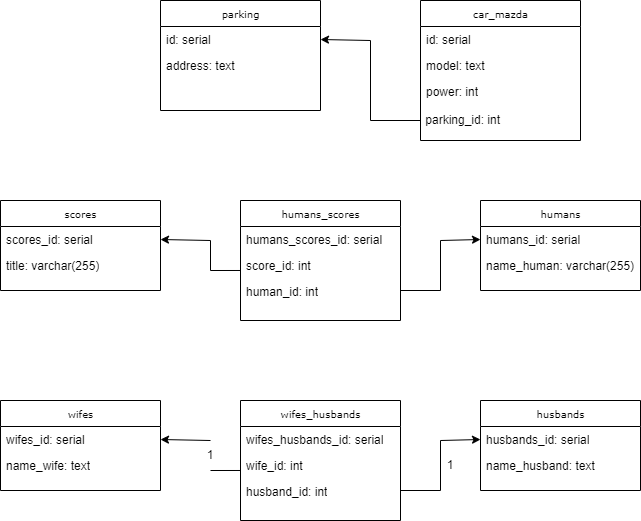 parking
id: serial
address: text
car_mazda
id: serial
model: text
power: int
parking_id: int
scores
scores_id: serial
title: varchar(255)
humans_scores
humans_scores_id: serial
score_id: int
human_id: int
humans
humans_id: serial
name_human: varchar(255)
wifes
wifes_id: serial
name_wife: text
1
wifes_husbands
wifes_husbands_id: serial
wife_id: int
husband_id: int
1
husbands
husbands_id: serial
name_husband: text